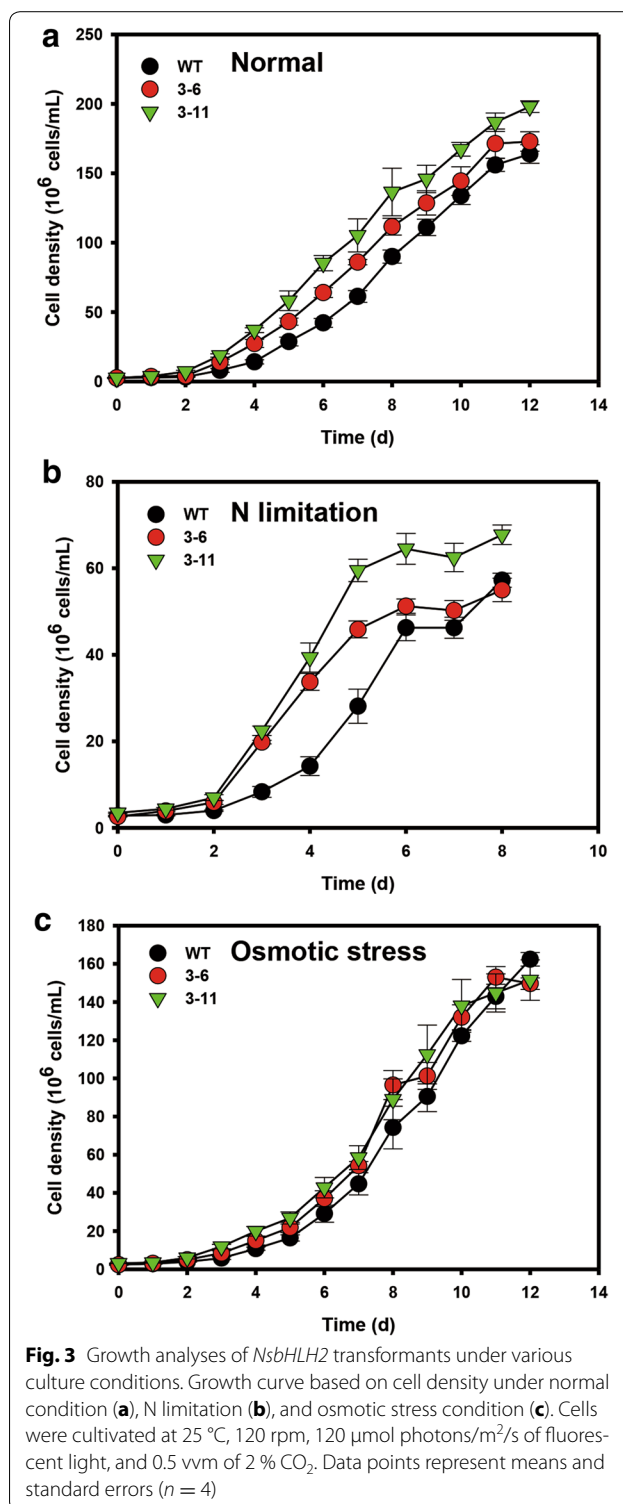 a
250
WT Normal
3-6
200
3-11
150
100
50
0
Cell density (10⁶ cells/mL)
0 2 4 6 8 10 12 14
Time (d)
b
80
WT N limitation
3-6
60
3-11
40
20
0
Cell density (10⁶ cells/mL)
0 2 4 6 8 10
Time (d)
c
180
WT Osmotic stress
160
3-6
140
3-11
120
100
80
60
40
20
0
Cell density (10⁶ cells/mL)
0 2 4 6 8 10 12 14
Time (d)
Fig. 3 Growth analyses of NsbHLH2 transformants under various
culture conditions. Growth curve based on cell density under normal
condition (a), N limitation (b), and osmotic stress condition (c). Cells
were cultivated at 25 °C, 120 rpm, 120 μmol photons/m²/s of fluores-
cent light, and 0.5 vvm of 2 % CO₂. Data points represent means and
standard errors (n = 4)